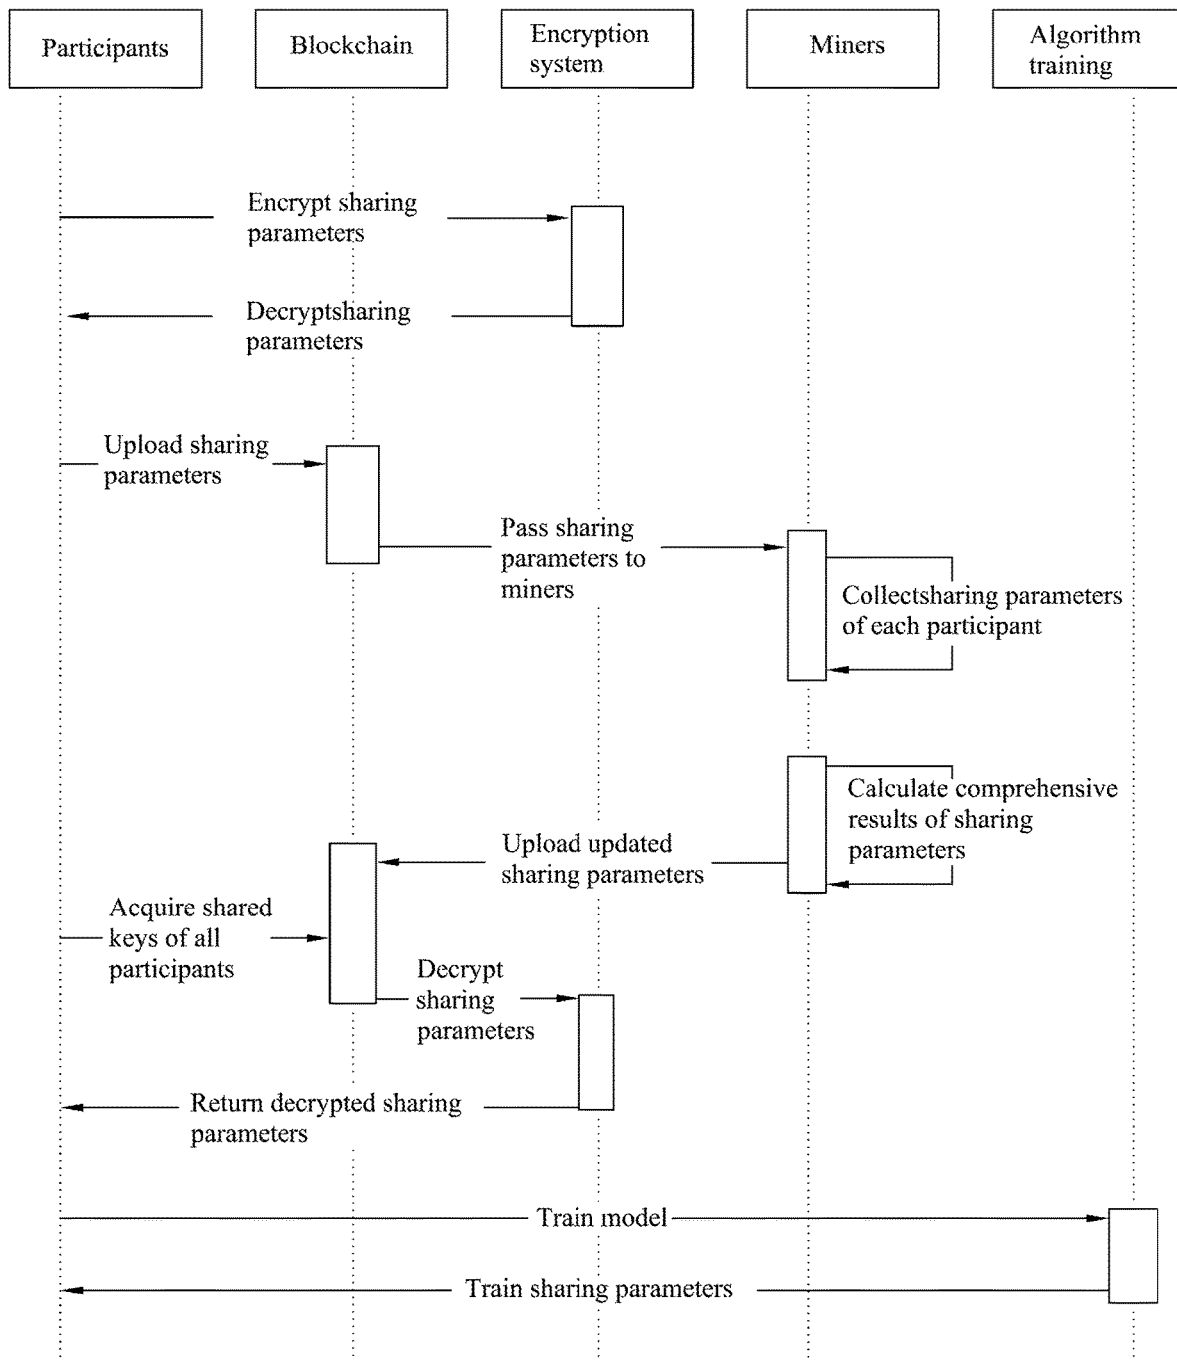 Participants
Blockchain
Encryption
system
Miners
Algorithm
training
Encrypt sharing
parameters
Decryptsharing
parameters
Upload sharing
parameters
Pass sharing
parameters to
miners
Collectsharing parameters
of each participant
Calculate comprehensive
results of sharing
parameters
Upload updated
sharing parameters
Acquire shared
keys of all
participants
Decrypt
sharing
parameters
Return decrypted sharing
parameters
Train model
Train sharing parameters